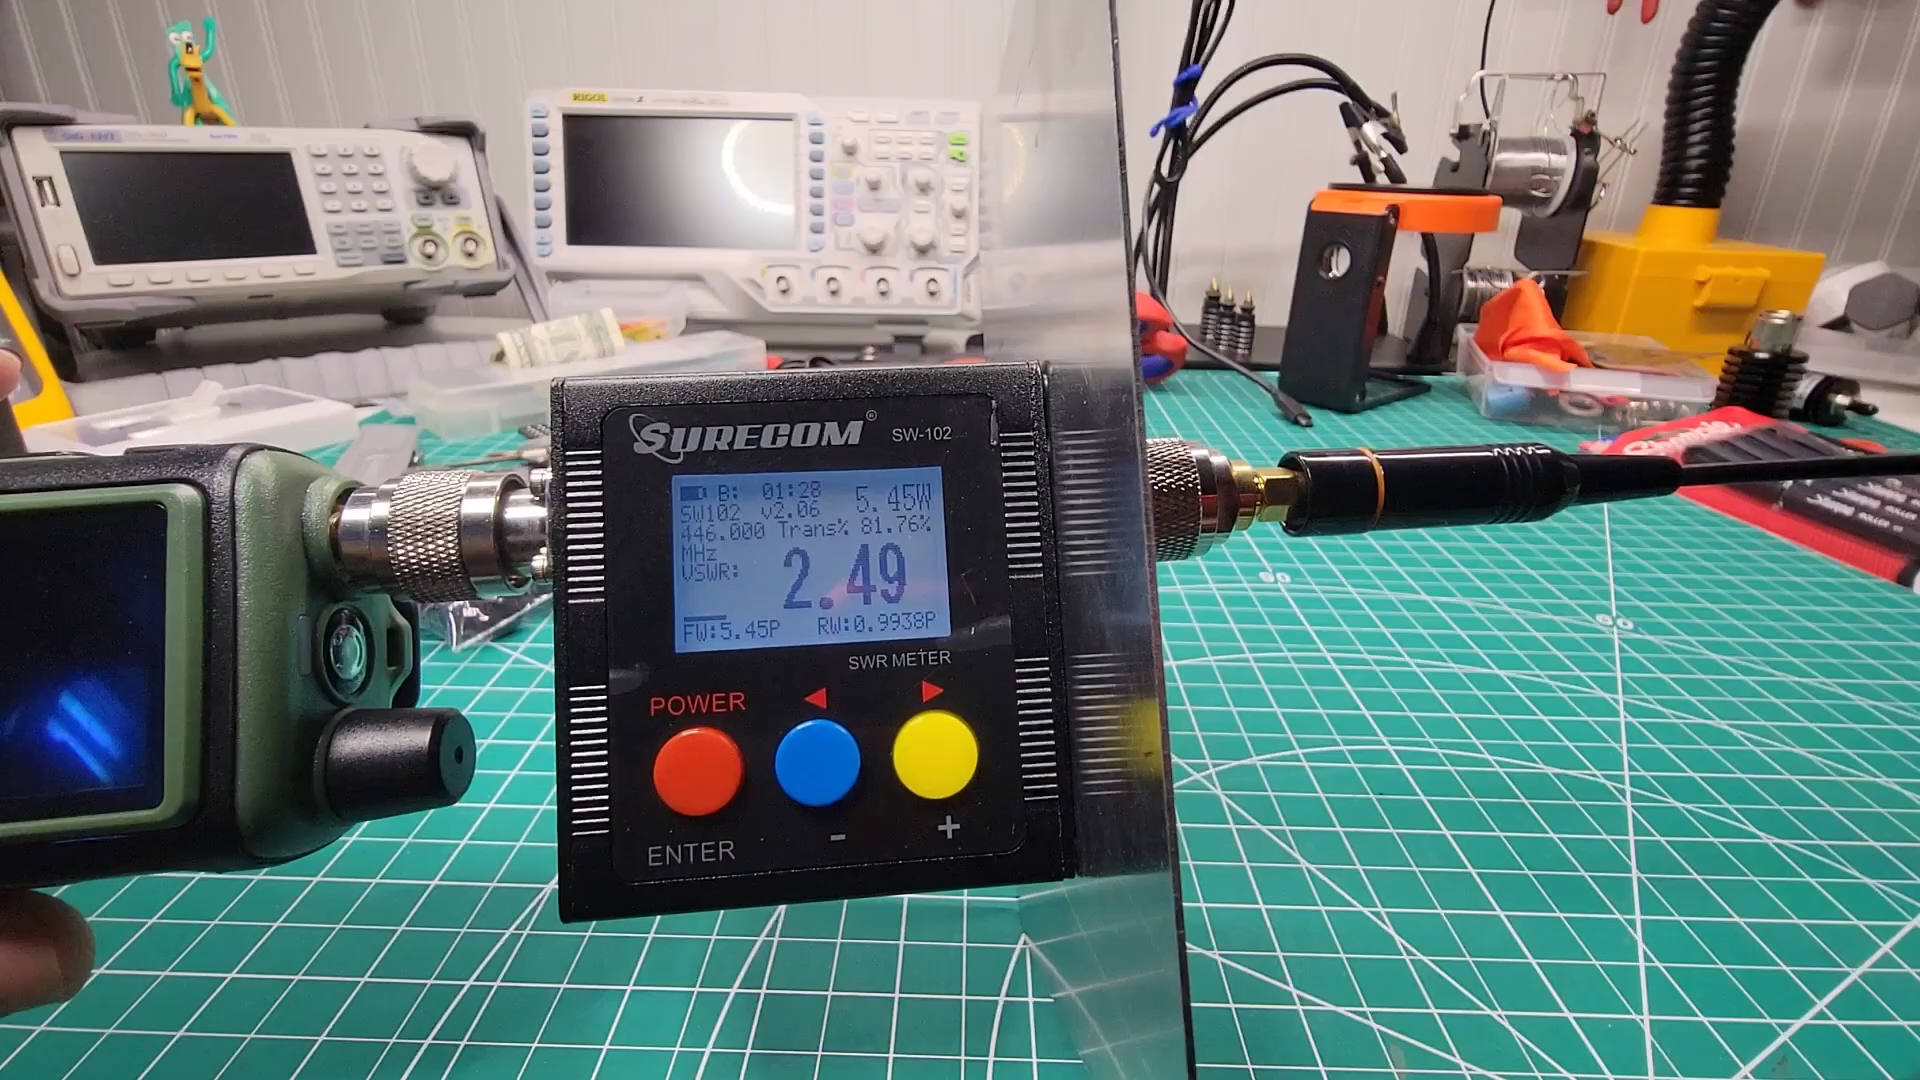 RIGOL
SURECOM®
SW-102
B: 01:28 5.45W
SW102 v2.06
446.000 Trans% 81.76%
MHz
VSWR: 2.49
FW:5.45P RW:0.9938P
SWR METER
POWER
ENTER
-
+